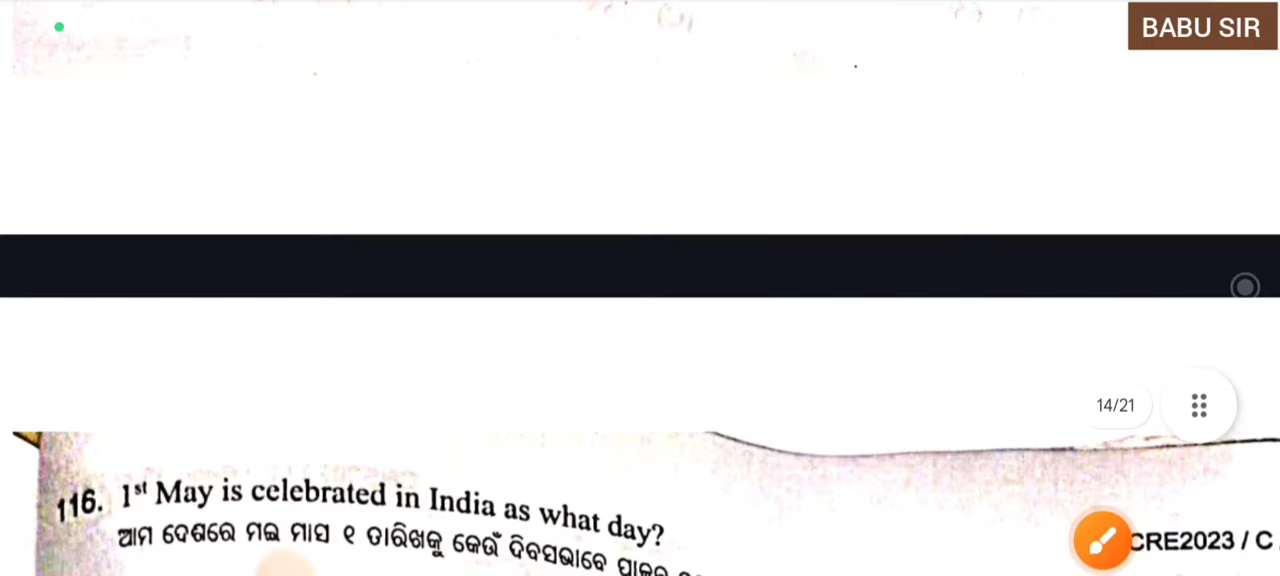 BABU SIR
14/21
116. 1st May is celebrated in India as what day?
ଆମ ଦେଶରେ ମଇ ମାସ ୧ ତାରିଖକୁ କେଉଁ ଦିବସଭାବେ
CRE2023 / C